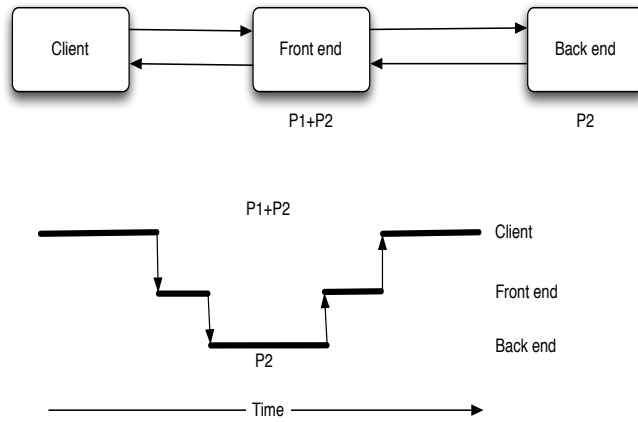 Client
Front end
Back end
P1+P2
P2
P1+P2
Client
Front end
Back end
P2
Time